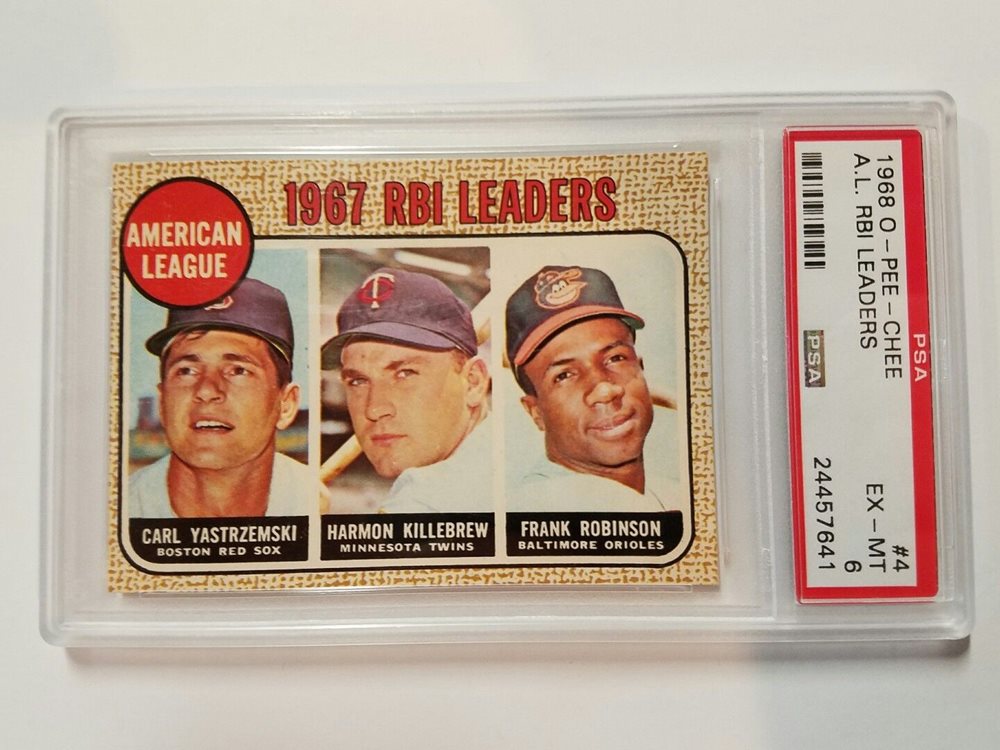 1967 RBI LEADERS
AMERICAN
LEAGUE
TC
CARL YASTRZEMSKI
BOSTON RED SOX
HARMON KILLEBREW
MINNESOTA TWINS
FRANK ROBINSON
BALTIMORE ORIOLES
PSA
1968 O-PEE-CHEE #4
A.L. RBI LEADERS EX-MT
6
PSA 24457641